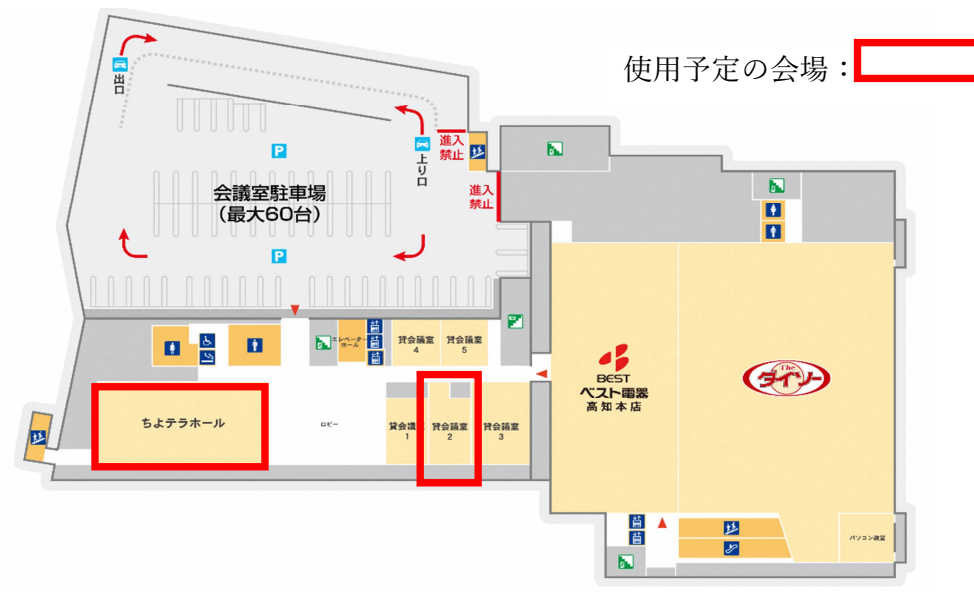 使用予定の会場：
出口
進入
禁止
上り口
P
進入
禁止
会議室駐車場
（最大60台）
P
エレベーター
ホール
貸会議室
4
貸会議室
5
BEST
ベスト電器
高知本店
The
ダイソー
ちよテラホール
ロビー
貸会議室
1
貸会議室
2
貸会議室
3
パソコン教室